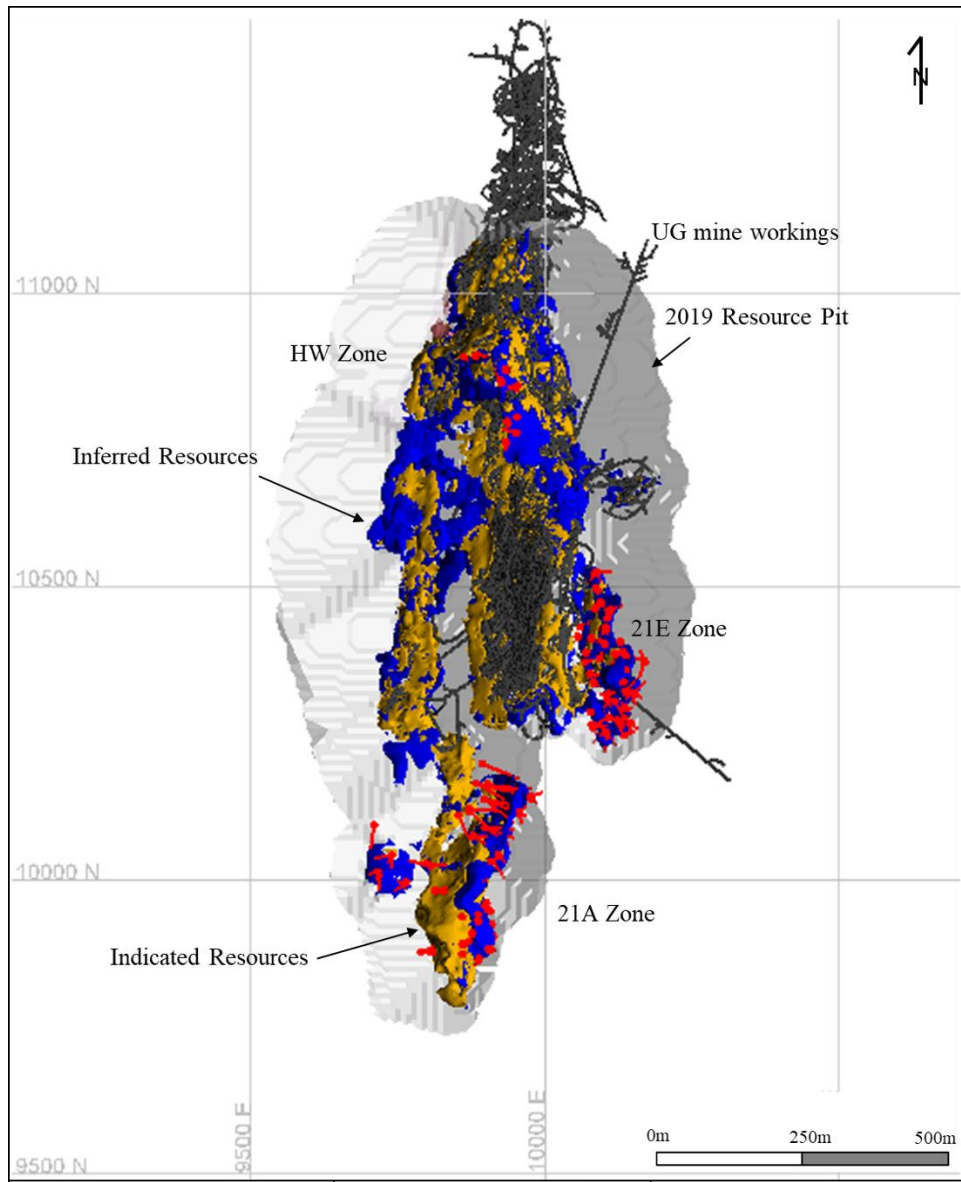 N
UG mine workings
11000 N
2019 Resource Pit
HW Zone
Inferred Resources
10500 N
21E Zone
10000 N
21A Zone
Indicated Resources
9500 E
10000 E
0m 250m 500m
9500 N